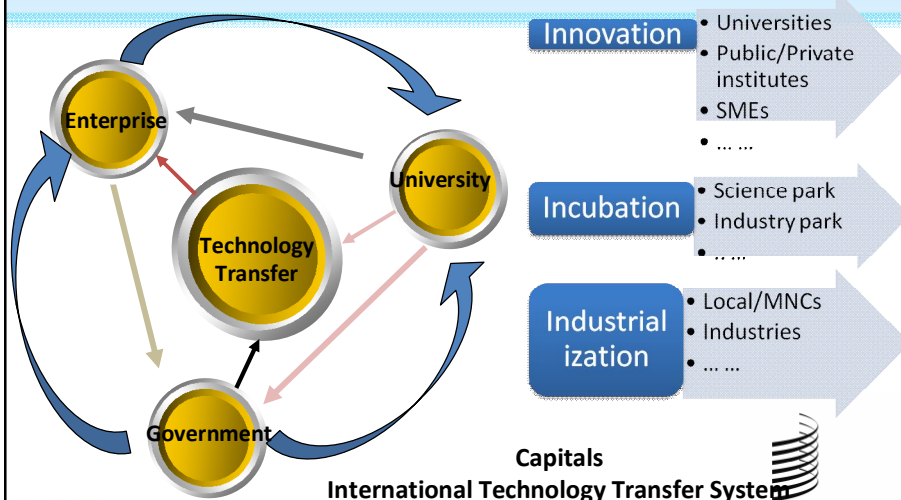 Enterprise
University
Technology
Transfer
Government
Innovation
• Universities
• Public/Private
institutes
• SMEs
• ... ...
Incubation
• Science park
• Industry park
• .. ...
Industrial
ization
• Local/MNCs
• Industries
• ... ...
Capitals
International Technology Transfer System